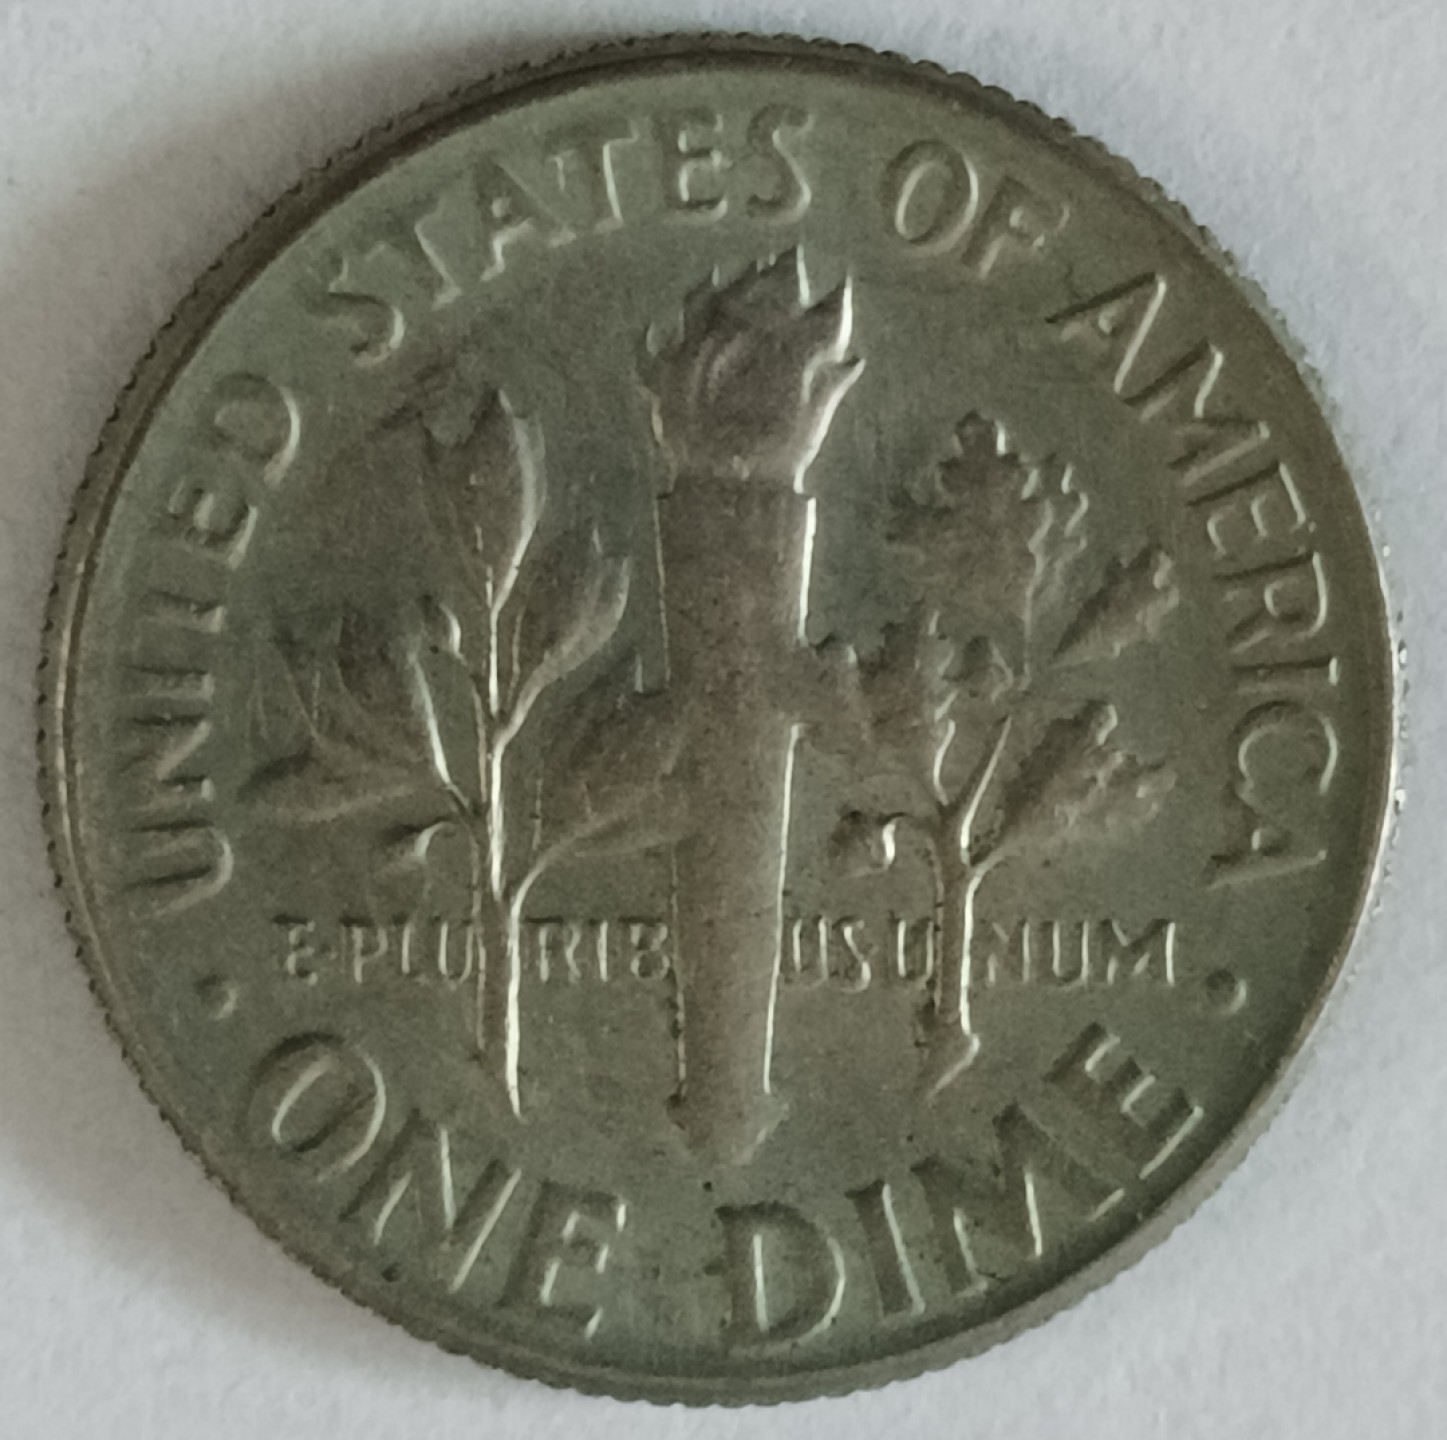 UNITED STATES OF AMERICA
E·PLURIBUS UNUM
· ONE DIME ·